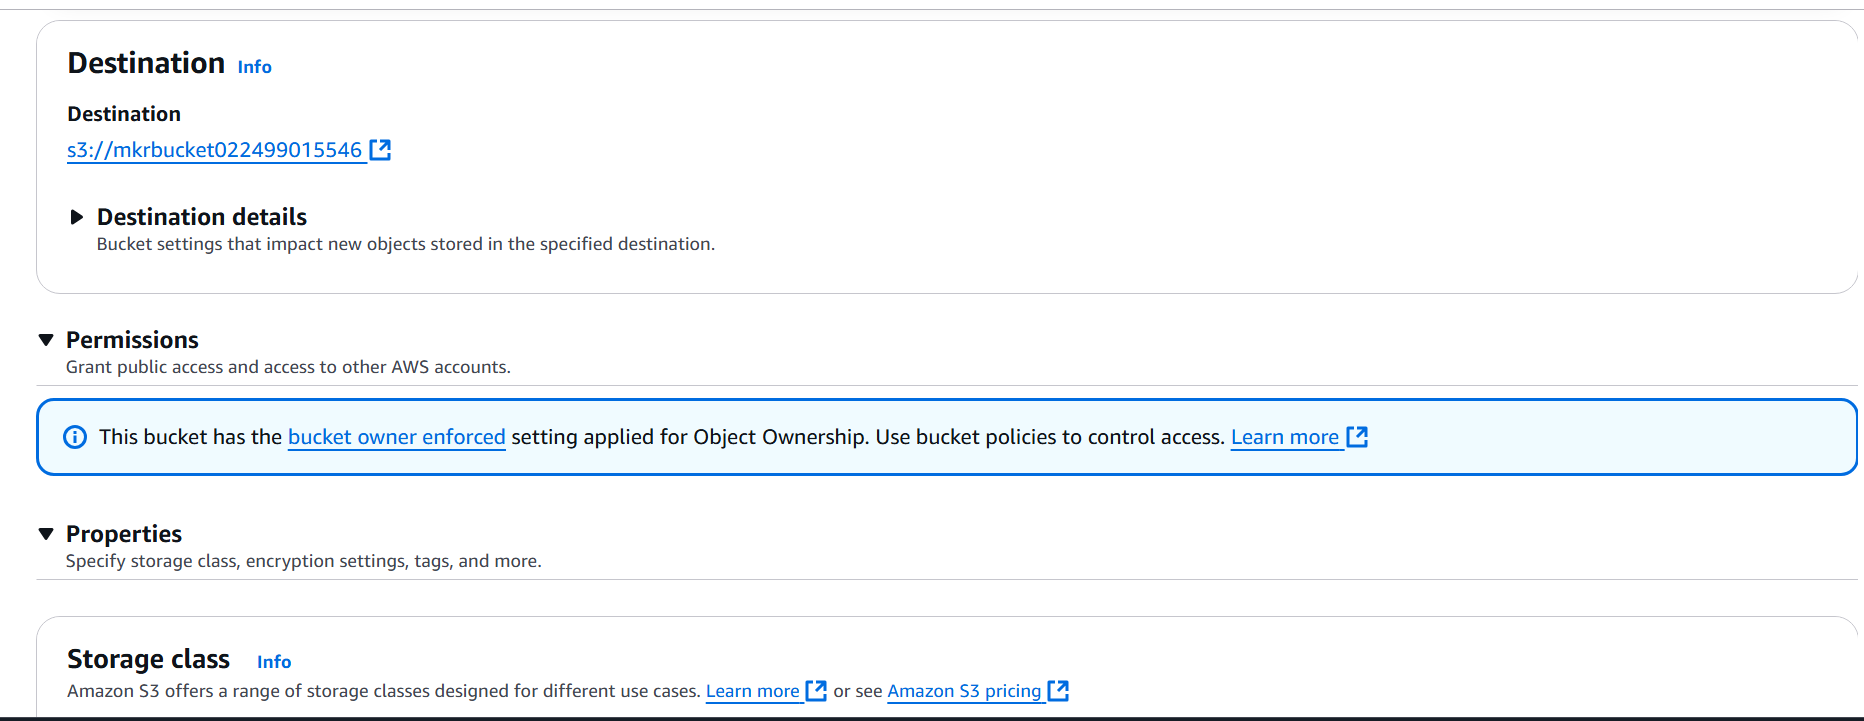 Destination Info
Destination
s3://mkrbucket022499015546
Destination details
Bucket settings that impact new objects stored in the specified destination.
Permissions
Grant public access and access to other AWS accounts.
This bucket has the bucket owner enforced setting applied for Object Ownership. Use bucket policies to control access. Learn more
Properties
Specify storage class, encryption settings, tags, and more.
Storage class Info
Amazon S3 offers a range of storage classes designed for different use cases. Learn more or see Amazon S3 pricing